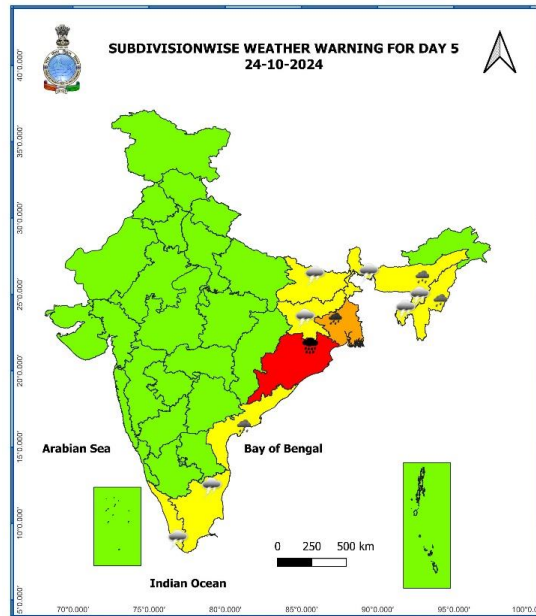 SUBDIVISIONWISE WEATHER WARNING FOR DAY 5
24-10-2024
40°0.000'
35°0.000'
30°0.000'
25°0.000'
20°0.000'
15°0.000'
10°0.000'
5°0.000'
Arabian Sea
Bay of Bengal
0 250 500 km
Indian Ocean
70°0.000' 75°0.000' 80°0.000' 85°0.000' 90°0.000' 95°0.000'